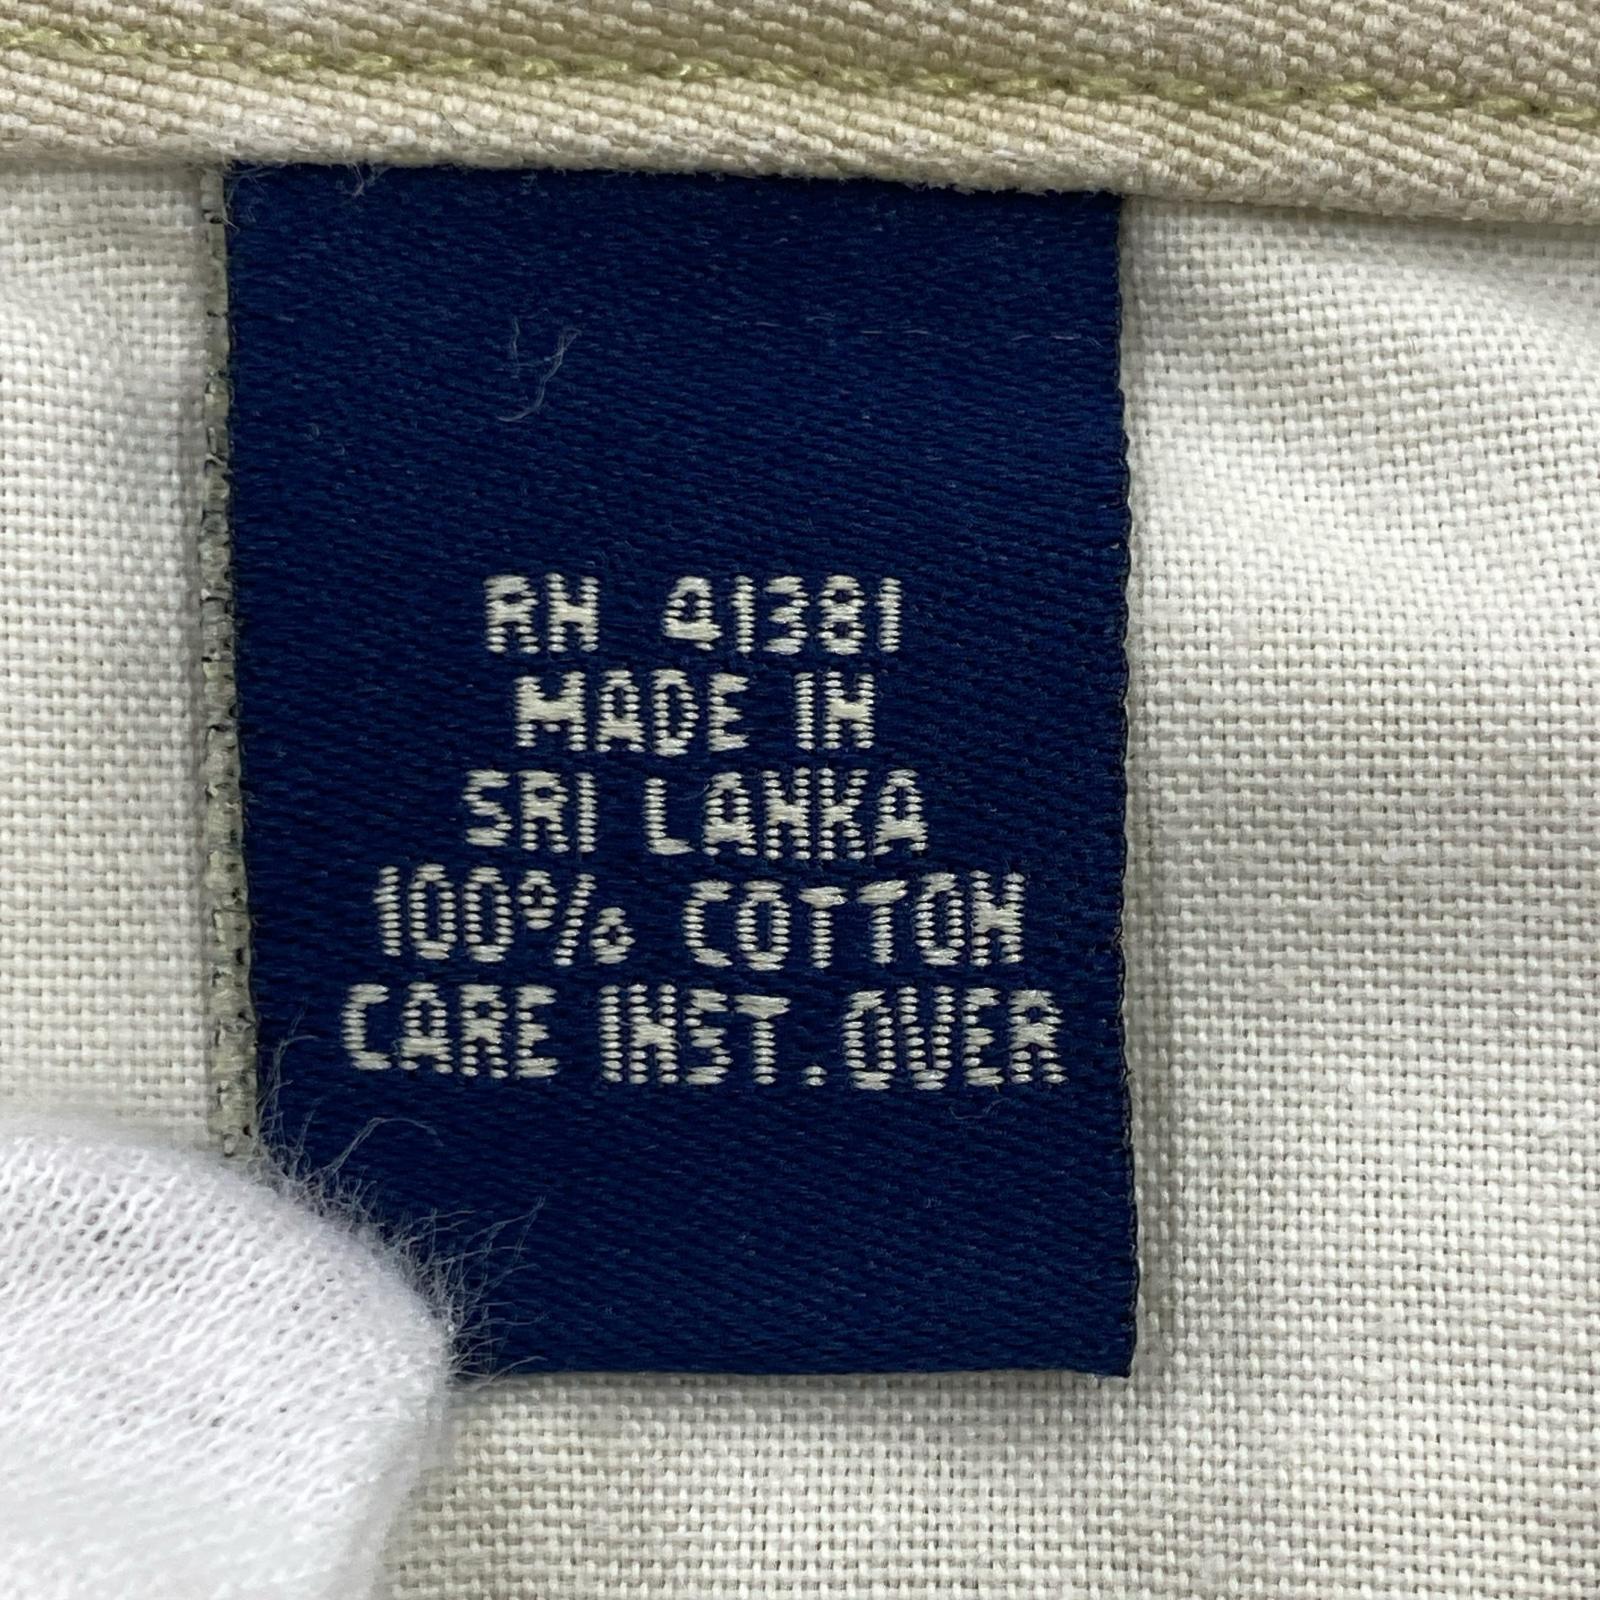 RN 41381
MADE IN
SRI LANKA
100% COTTON
CARE INST.OVER